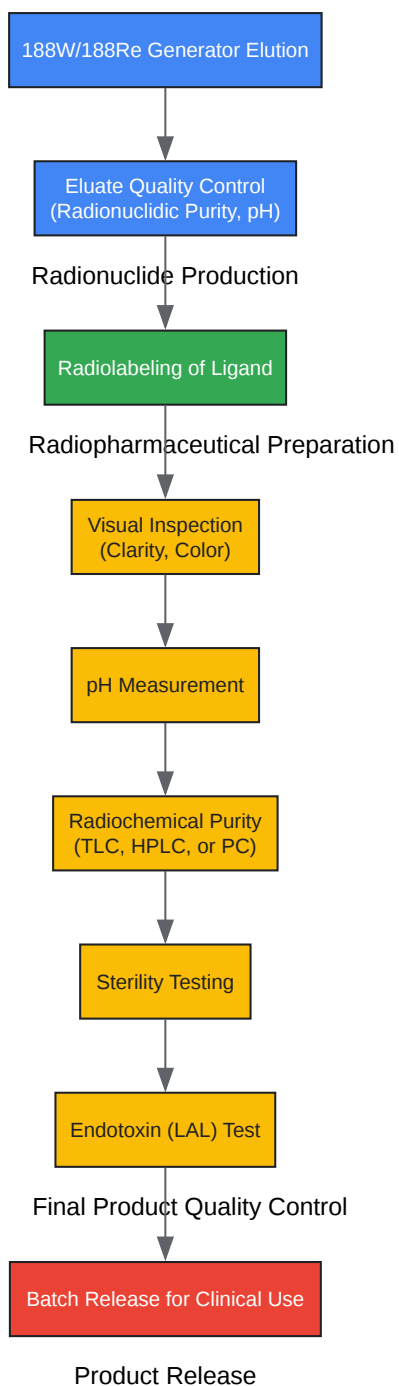 188W/188Re Generator Elution
Eluate Quality Control
(Radionuclidic Purity, pH)
Radionuclide Production
Radiolabeling of Ligand
Radiopharmaceutical Preparation
Visual Inspection
(Clarity, Color)
pH Measurement
Radiochemical Purity
(TLC, HPLC, or PC)
Sterility Testing
Endotoxin (LAL) Test
Final Product Quality Control
Batch Release for Clinical Use
Product Release